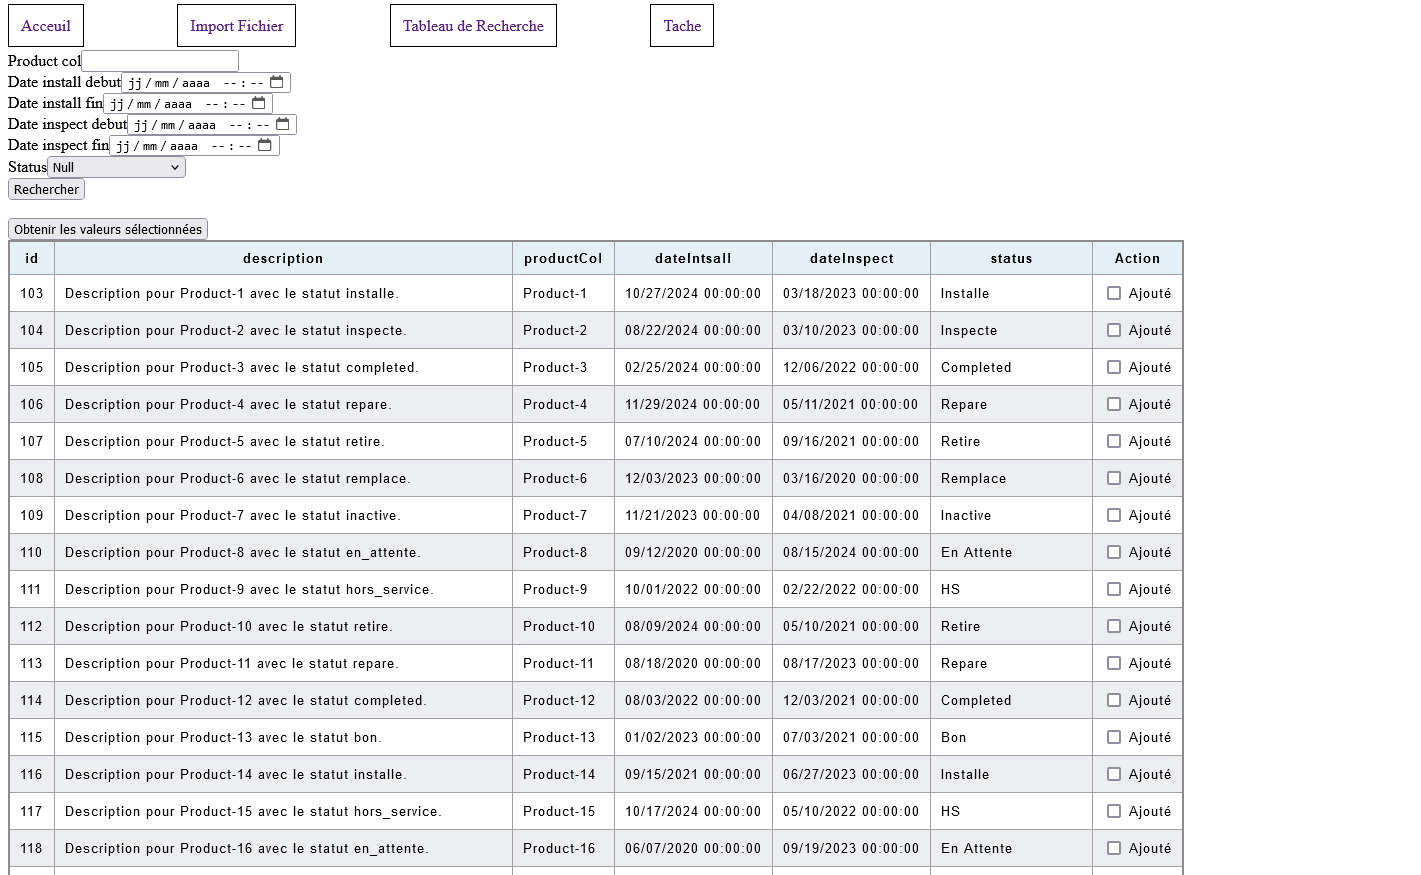 Acceuil Import Fichier Tableau de Recherche Tache
Product col
Date install debut jj/mm/aaaa --:--
Date install fin jj/mm/aaaa --:--
Date inspect debut jj/mm/aaaa --:--
Date inspect fin jj/mm/aaaa --:--
Status Null
Rechercher
Obtenir les valeurs sélectionnées
id description productCol dateIntsall dateInspect status Action
103 Description pour Product-1 avec le statut installe. Product-1 10/27/2024 00:00:00 03/18/2023 00:00:00 Installe Ajouté
104 Description pour Product-2 avec le statut inspecte. Product-2 08/22/2024 00:00:00 03/10/2023 00:00:00 Inspecte Ajouté
105 Description pour Product-3 avec le statut completed. Product-3 02/25/2024 00:00:00 12/06/2022 00:00:00 Completed Ajouté
106 Description pour Product-4 avec le statut repare. Product-4 11/29/2024 00:00:00 05/11/2021 00:00:00 Repare Ajouté
107 Description pour Product-5 avec le statut retire. Product-5 07/10/2024 00:00:00 09/16/2021 00:00:00 Retire Ajouté
108 Description pour Product-6 avec le statut remplace. Product-6 12/03/2023 00:00:00 03/16/2020 00:00:00 Remplace Ajouté
109 Description pour Product-7 avec le statut inactive. Product-7 11/21/2023 00:00:00 04/08/2021 00:00:00 Inactive Ajouté
110 Description pour Product-8 avec le statut en_attente. Product-8 09/12/2020 00:00:00 08/15/2024 00:00:00 En Attente Ajouté
111 Description pour Product-9 avec le statut hors_service. Product-9 10/01/2022 00:00:00 02/22/2022 00:00:00 HS Ajouté
112 Description pour Product-10 avec le statut retire. Product-10 08/09/2024 00:00:00 05/10/2021 00:00:00 Retire Ajouté
113 Description pour Product-11 avec le statut repare. Product-11 08/18/2020 00:00:00 08/17/2023 00:00:00 Repare Ajouté
114 Description pour Product-12 avec le statut completed. Product-12 08/03/2022 00:00:00 12/03/2021 00:00:00 Completed Ajouté
115 Description pour Product-13 avec le statut bon. Product-13 01/02/2023 00:00:00 07/03/2021 00:00:00 Bon Ajouté
116 Description pour Product-14 avec le statut installe. Product-14 09/15/2021 00:00:00 06/27/2023 00:00:00 Installe Ajouté
117 Description pour Product-15 avec le statut hors_service. Product-15 10/17/2024 00:00:00 05/10/2022 00:00:00 HS Ajouté
118 Description pour Product-16 avec le statut en_attente. Product-16 06/07/2020 00:00:00 09/19/2023 00:00:00 En Attente Ajouté